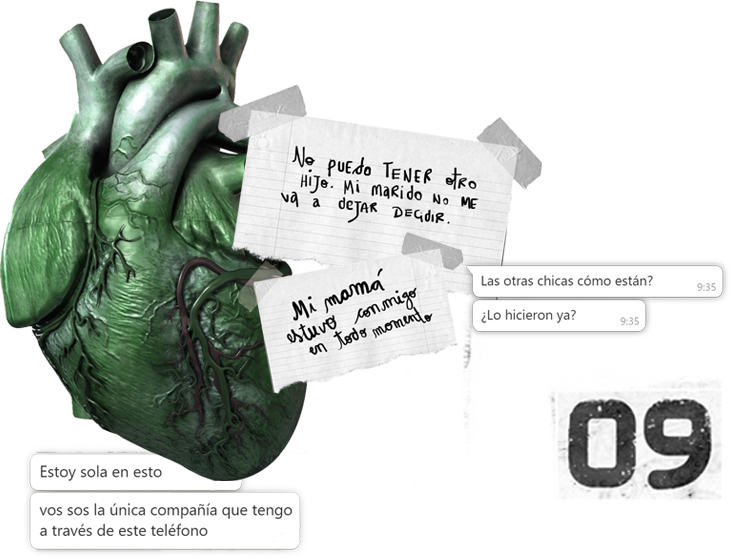 No puedo TENER otro
HIJO. Mi marido NO ME
va a dejar DECIDIR.
Mi mamá
estuvo conmigo
en todo momento
Las otras chicas cómo están?
9:35
¿Lo hicieron ya?
9:35
09
Estoy sola en esto
vos sos la única compañía que tengo
a través de este teléfono